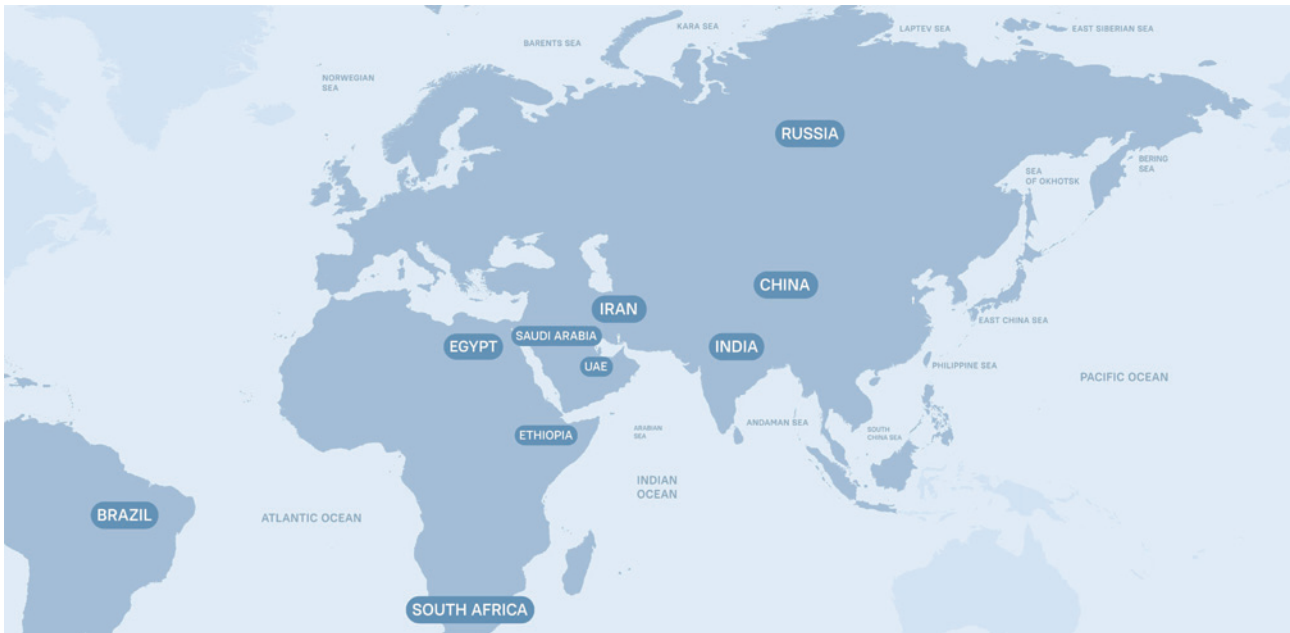 KARA SEA
LAPTEV SEA
EAST SIBERIAN SEA
BARENTS SEA
NORWEGIAN
SEA
RUSSIA
BERING
SEA
SEA
OF OKHOTSK
CHINA
IRAN
EAST CHINA SEA
SAUDI ARABIA
EGYPT
INDIA
UAE
PHILIPPINE SEA
PACIFIC OCEAN
ANDAMAN SEA
ETHIOPIA
ARABIAN
SEA
SOUTH
CHINA SEA
INDIAN
OCEAN
BRAZIL
ATLANTIC OCEAN
SOUTH AFRICA